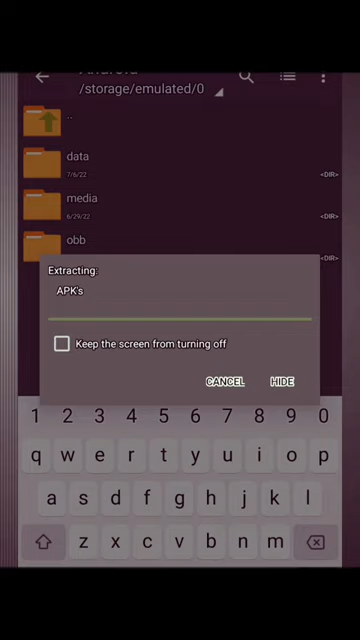 Android
/storage/emulated/0
..
data
7/6/22
<DIR>
media
6/29/22
<DIR>
obb
<DIR>
Extracting:
APK's
Keep the screen from turning off
CANCEL HIDE
1 2 3 4 5 6 7 8 9 0
q w e r t y u i o p
a s d f g h j k l
z x c v b n m